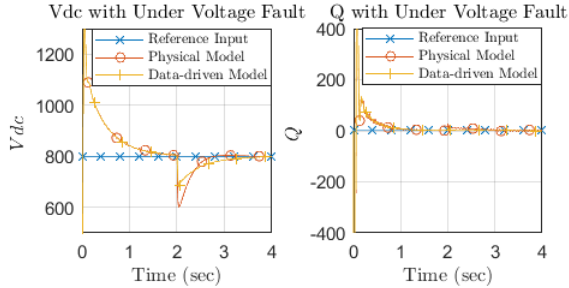 Vdc with Under Voltage Fault
1200
1000
800
600
Vdc
0
1
2
3
4
Time (sec)
Reference Input
Physical Model
Data-driven Model
Q with Under Voltage Fault
400
200
0
-200
-400
Q
0
1
2
3
4
Time (sec)
Reference Input
Physical Model
Data-driven Model